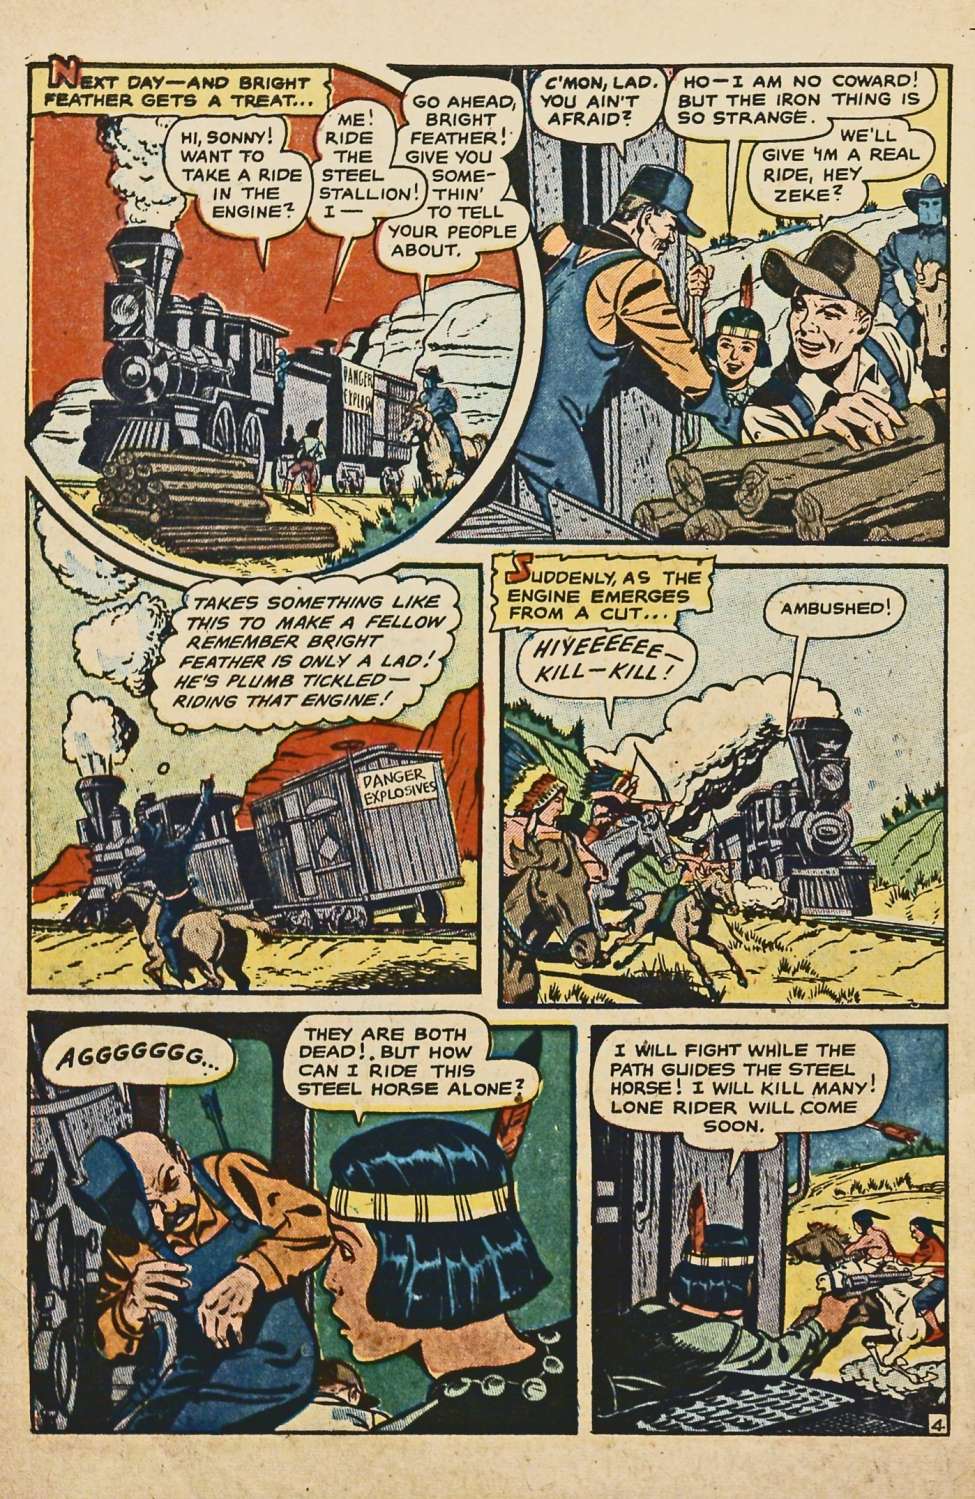 NEXT DAY—AND BRIGHT
FEATHER GETS A TREAT...
HI, SONNY!
WANT TO
TAKE A RIDE
IN THE
ENGINE?
ME!
RIDE
THE
STEEL
STALLION!
I—
GO AHEAD,
BRIGHT
FEATHER!
GIVE YOU
SOME-
THIN'
TO TELL
YOUR PEOPLE
ABOUT.
DANGER
EXPLOS
C'MON, LAD.
YOU AIN'T
AFRAID?
HO—I AM NO COWARD!
BUT THE IRON THING IS
SO STRANGE.
WE'LL
GIVE 'IM A REAL
RIDE, HEY
ZEKE?
TAKES SOMETHING LIKE
THIS TO MAKE A FELLOW
REMEMBER BRIGHT
FEATHER IS ONLY A LAD!
HE'S PLUMB TICKLED—
RIDING THAT ENGINE!
DANGER
EXPLOSIVES
SUDDENLY, AS THE
ENGINE EMERGES
FROM A CUT...
HIYEEEEEE—
KILL—KILL!
AMBUSHED!
AGGGGGGG...
THEY ARE BOTH
DEAD! BUT HOW
CAN I RIDE THIS
STEEL HORSE ALONE?
I WILL FIGHT WHILE THE
PATH GUIDES THE STEEL
HORSE! I WILL KILL MANY!
LONE RIDER WILL COME
SOON.
4